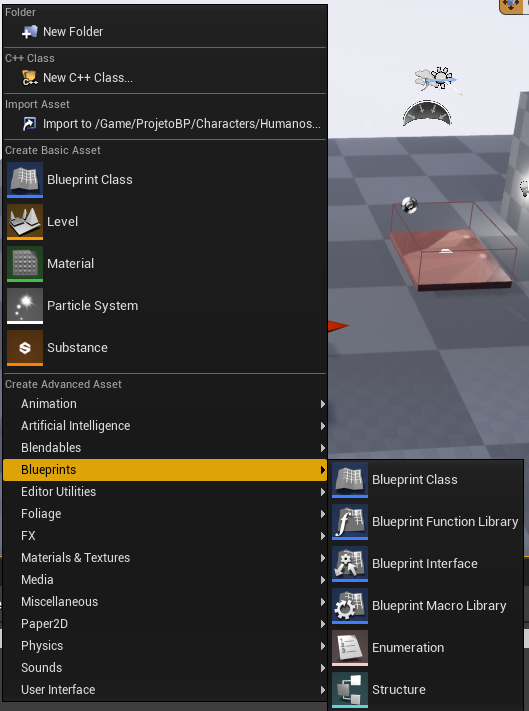 Folder
New Folder
C++ Class
New C++ Class...
Import Asset
Import to /Game/ProjetoBP/Characters/Humanos...
Create Basic Asset
Blueprint Class
Level
Material
Particle System
Substance
Create Advanced Asset
Animation
Artificial Intelligence
Blendables
Blueprints
Editor Utilities
Foliage
FX
Materials & Textures
Media
Miscellaneous
Paper2D
Physics
Sounds
User Interface
Blueprint Class
Blueprint Function Library
Blueprint Interface
Blueprint Macro Library
Enumeration
Structure